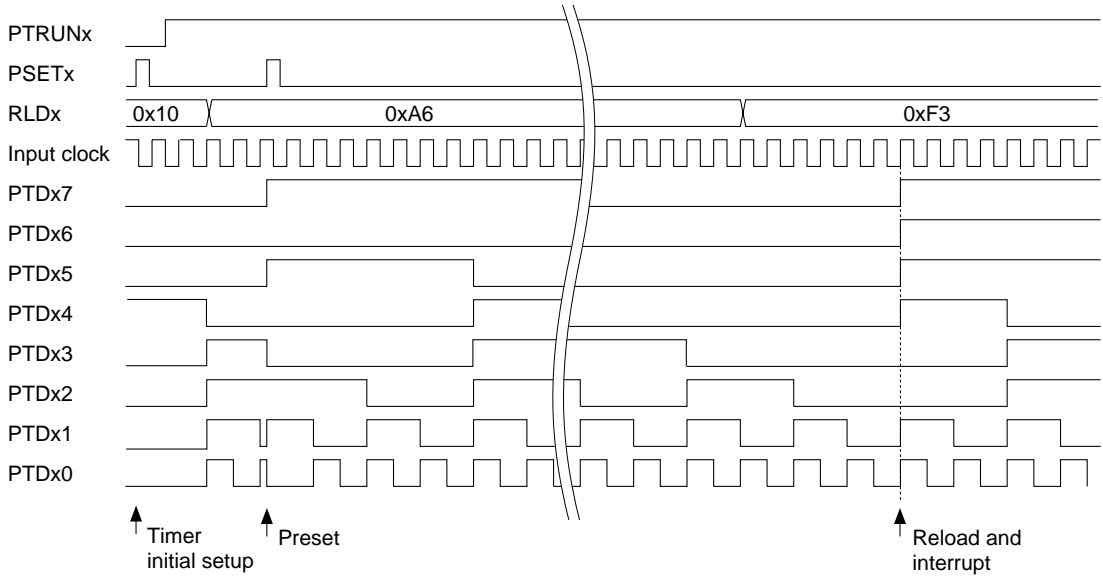 PTRUNx
PSETx
RLDx 0x10 0xA6 0xF3
Input clock
PTDx7
PTDx6
PTDx5
PTDx4
PTDx3
PTDx2
PTDx1
PTDx0
Timer
initial setup
Preset
Reload and
interrupt